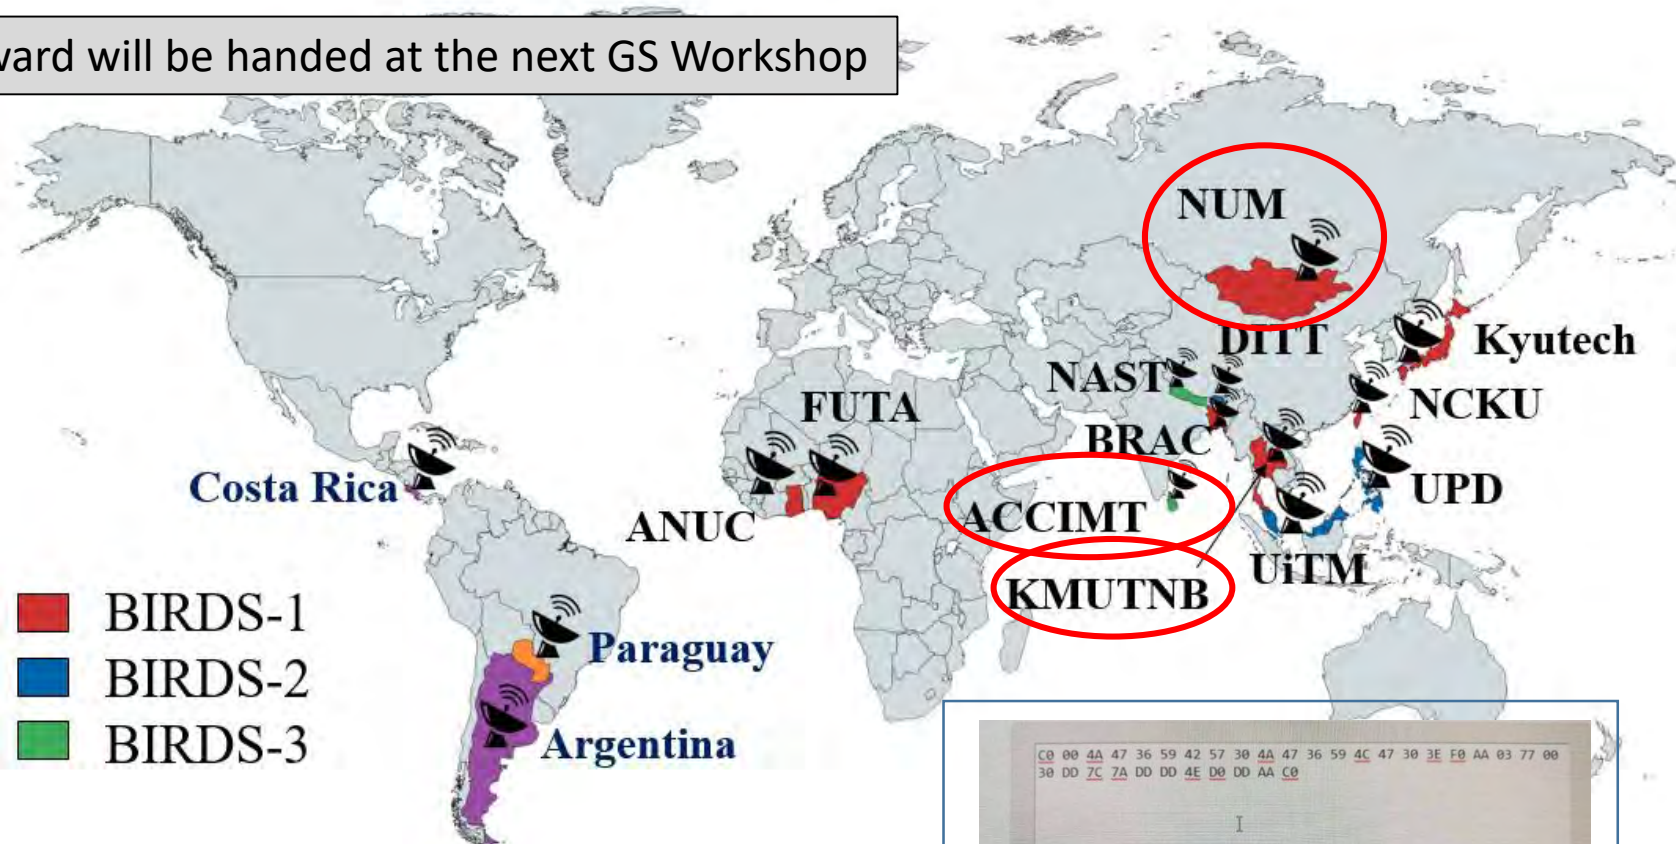 ward will be handed at the next GS Workshop
NUM
DITT
Kyutech
NAST
NCKU
FUTA
BRAC
Costa Rica
UPD
ANUC
ACCIMT
UiTM
KMUTNB
BIRDS-1
Paraguay
BIRDS-2
BIRDS-3
Argentina
C0 00 4A 47 36 59 42 57 30 4A 47 36 59 4C 47 30 3E F0 AA 03 77 00
30 DD 7C 7A DD DD 4E D0 DD AA C0